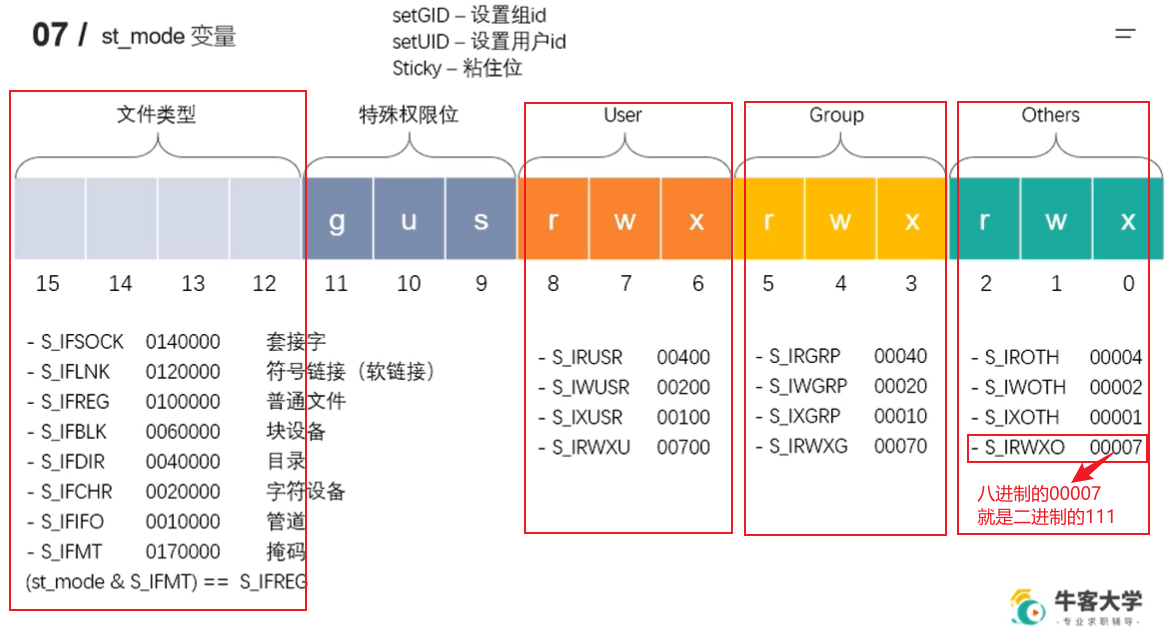 07 / st_mode 变量
setGID – 设置组id
setUID – 设置用户id
Sticky – 粘住位
文件类型 特殊权限位 User Group Others
g u s r w x r w x r w x
15 14 13 12 11 10 9 8 7 6 5 4 3 2 1 0
- S_IFSOCK 0140000 套接字
- S_IFLNK 0120000 符号链接（软链接）
- S_IFREG 0100000 普通文件
- S_IFBLK 0060000 块设备
- S_IFDIR 0040000 目录
- S_IFCHR 0020000 字符设备
- S_IFIFO 0010000 管道
- S_IFMT 0170000 掩码
(st_mode & S_IFMT) == S_IFREG
- S_IRUSR 00400
- S_IWUSR 00200
- S_IXUSR 00100
- S_IRWXU 00700
- S_IRGRP 00040
- S_IWGRP 00020
- S_IXGRP 00010
- S_IRWXG 00070
- S_IROTH 00004
- S_IWOTH 00002
- S_IXOTH 00001
- S_IRWXO 00007
八进制的00007
就是二进制的111
牛客大学
·专业求职辅导·